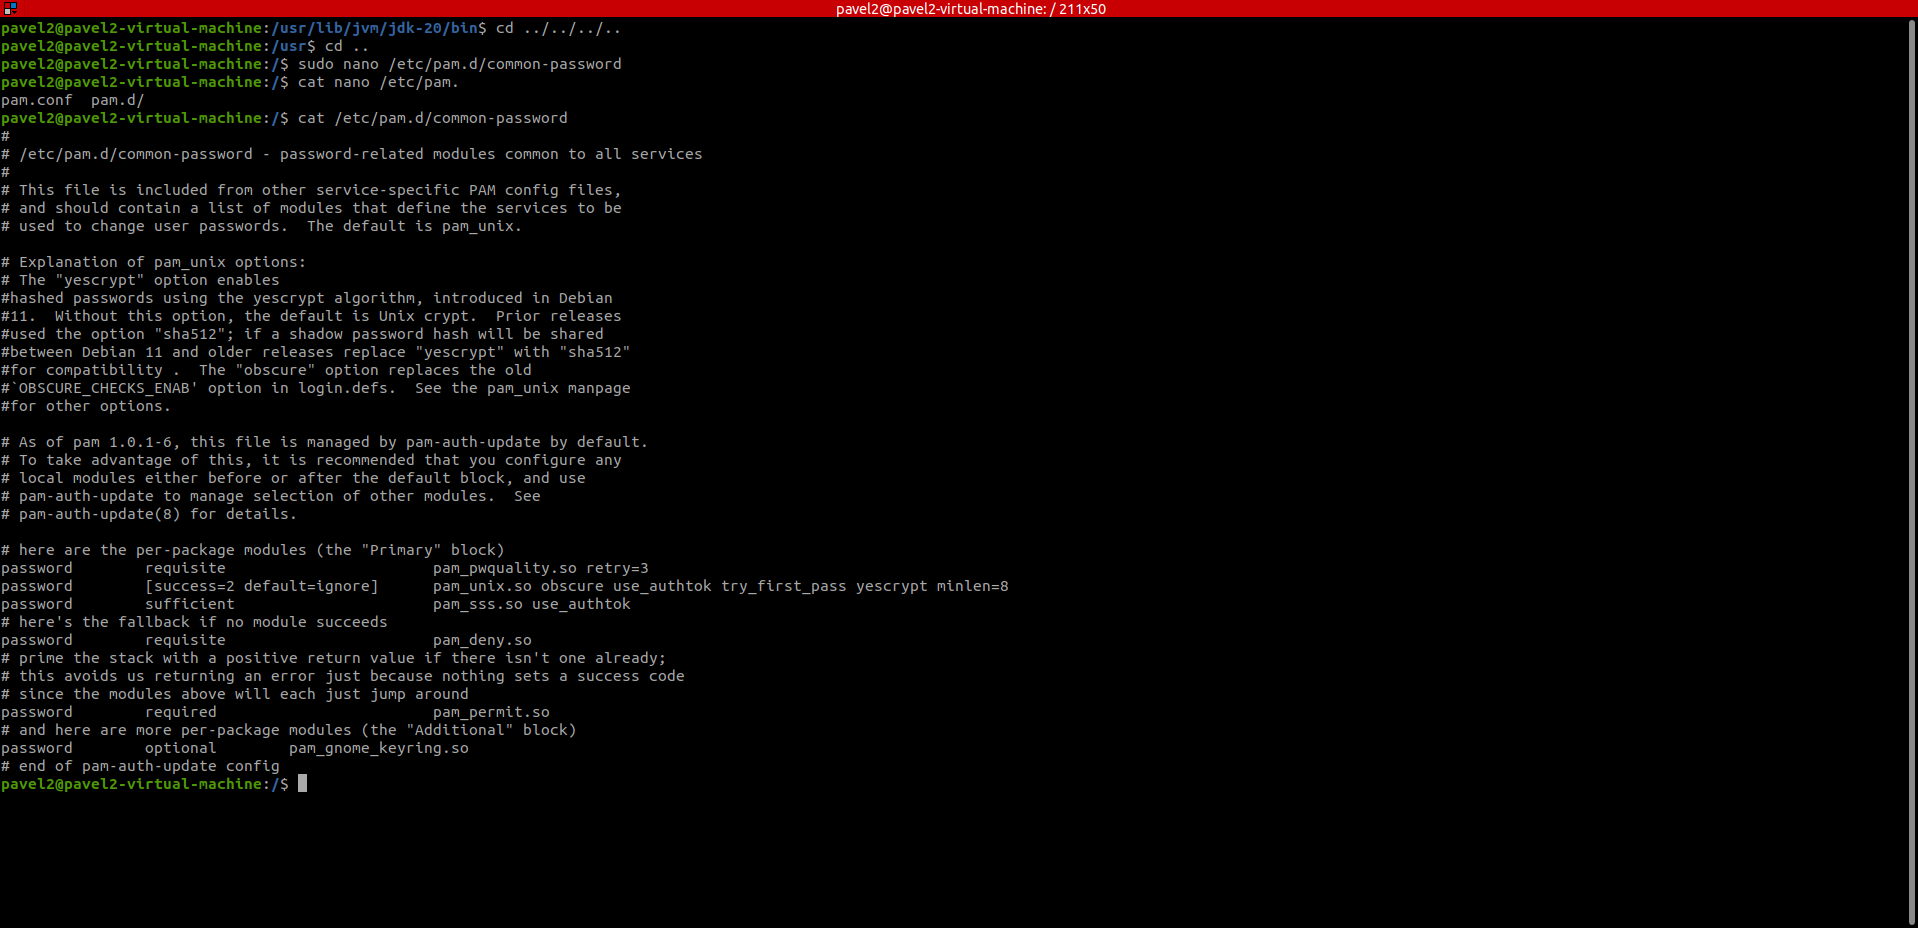 pavel2@pavel2-virtual-machine: / 211x50
pavel2@pavel2-virtual-machine:/usr/lib/jvm/jdk-20/bin$ cd ../../../..
pavel2@pavel2-virtual-machine:/usr$ cd ..
pavel2@pavel2-virtual-machine:/$ sudo nano /etc/pam.d/common-password
pavel2@pavel2-virtual-machine:/$ cat nano /etc/pam.
pam.conf  pam.d/
pavel2@pavel2-virtual-machine:/$ cat /etc/pam.d/common-password
#
# /etc/pam.d/common-password - password-related modules common to all services
#
# This file is included from other service-specific PAM config files,
# and should contain a list of modules that define the services to be
# used to change user passwords.  The default is pam_unix.

# Explanation of pam_unix options:
# The "yescrypt" option enables
#hashed passwords using the yescrypt algorithm, introduced in Debian
#11.  Without this option, the default is Unix crypt.  Prior releases
#used the option "sha512"; if a shadow password hash will be shared
#between Debian 11 and older releases replace "yescrypt" with "sha512"
#for compatibility .  The "obscure" option replaces the old
#`OBSCURE_CHECKS_ENAB' option in login.defs.  See the pam_unix manpage
#for other options.

# As of pam 1.0.1-6, this file is managed by pam-auth-update by default.
# To take advantage of this, it is recommended that you configure any
# local modules either before or after the default block, and use
# pam-auth-update to manage selection of other modules.  See
# pam-auth-update(8) for details.

# here are the per-package modules (the "Primary" block)
password        requisite                       pam_pwquality.so retry=3
password        [success=2 default=ignore]      pam_unix.so obscure use_authtok try_first_pass yescrypt minlen=8
password        sufficient                      pam_sss.so use_authtok
# here's the fallback if no module succeeds
password        requisite                       pam_deny.so
# prime the stack with a positive return value if there isn't one already;
# this avoids us returning an error just because nothing sets a success code
# since the modules above will each just jump around
password        required                        pam_permit.so
# and here are more per-package modules (the "Additional" block)
password        optional        pam_gnome_keyring.so
# end of pam-auth-update config
pavel2@pavel2-virtual-machine:/$